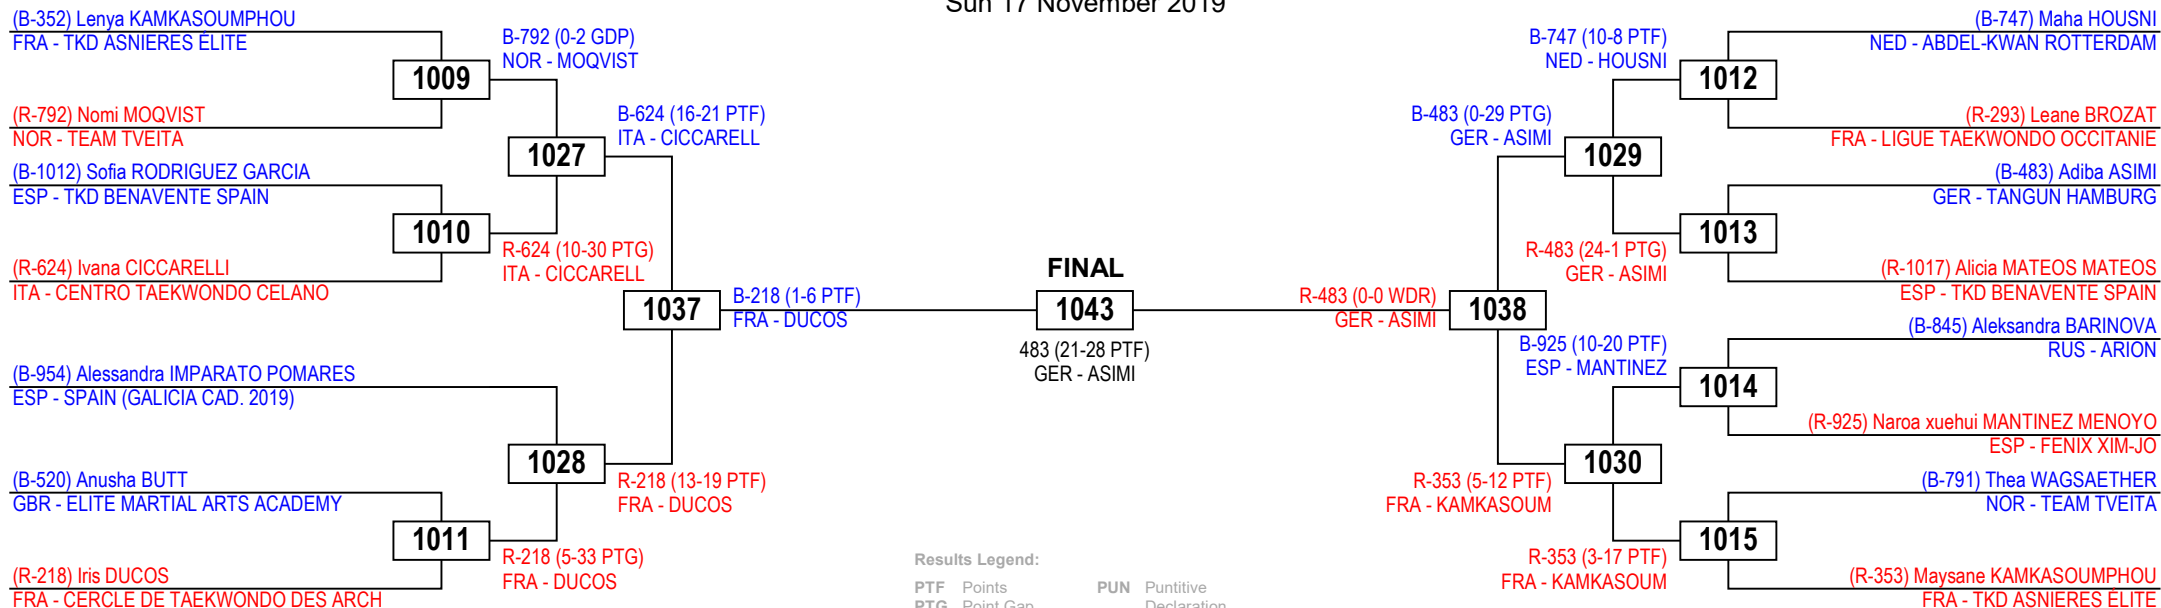 Sun 17 November 2019
(B-352) Lenya KAMKASOUMPHOU
FRA - TKD ASNIERES ÉLITE
B-792 (0-2 GDP)
NOR - MOQVIST
1009
(R-792) Nomi MOQVIST
NOR - TEAM TVEITA
B-624 (16-21 PTF)
ITA - CICCARELL
1027
(B-1012) Sofia RODRIGUEZ GARCIA
ESP - TKD BENAVENTE SPAIN
1010
R-624 (10-30 PTG)
ITA - CICCARELL
(R-624) Ivana CICCARELLI
ITA - CENTRO TAEKWONDO CELANO
1037
B-218 (1-6 PTF)
FRA - DUCOS
(B-954) Alessandra IMPARATO POMARES
ESP - SPAIN (GALICIA CAD. 2019)
1028
R-218 (13-19 PTF)
FRA - DUCOS
(B-520) Anusha BUTT
GBR - ELITE MARTIAL ARTS ACADEMY
1011
R-218 (5-33 PTG)
FRA - DUCOS
(R-218) Iris DUCOS
FRA - CERCLE DE TAEKWONDO DES ARCH
FINAL
1043
483 (21-28 PTF)
GER - ASIMI
(B-747) Maha HOUSNI
NED - ABDEL-KWAN ROTTERDAM
B-747 (10-8 PTF)
NED - HOUSNI
1012
(R-293) Leane BROZAT
FRA - LIGUE TAEKWONDO OCCITANIE
B-483 (0-29 PTG)
GER - ASIMI
1029
(B-483) Adiba ASIMI
GER - TANGUN HAMBURG
1013
R-483 (24-1 PTG)
GER - ASIMI
(R-1017) Alicia MATEOS MATEOS
ESP - TKD BENAVENTE SPAIN
R-483 (0-0 WDR)
GER - ASIMI
1038
(B-845) Aleksandra BARINOVA
RUS - ARION
B-925 (10-20 PTF)
ESP - MANTINEZ
1014
(R-925) Naroa xuehui MANTINEZ MENOYO
ESP - FENIX XIM-JO
1030
R-353 (5-12 PTF)
FRA - KAMKASOUM
(B-791) Thea WAGSAETHER
NOR - TEAM TVEITA
1015
R-353 (3-17 PTF)
FRA - KAMKASOUM
(R-353) Maysane KAMKASOUMPHOU
FRA - TKD ASNIERES ÉLITE
Results Legend:
PTF Points PUN Puntitive
PTG Point Gap Declaration